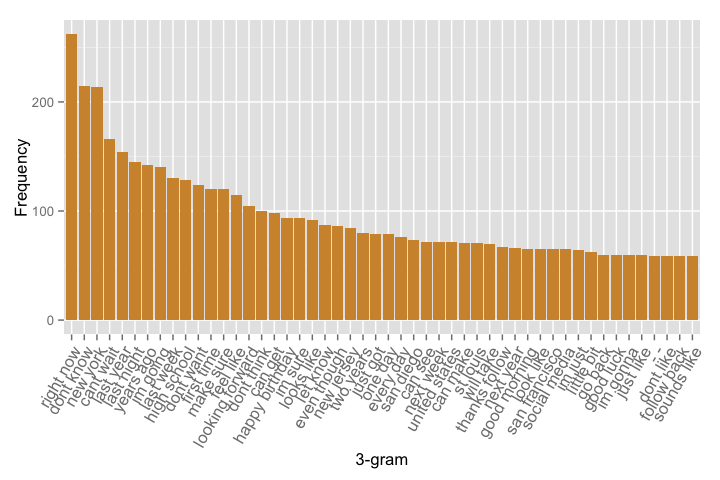 Frequency
200
100
0
right now
dont know
new york
cant wait
last year
last night
years ago
im going
last week
high school
dont want
first time
make sure
feel like
looking forward
dont think
can get
happy birthday
im sure
looks like
let know
even though
new jersey
two years
just got
one day
every day
san diego
can see
next week
united states
can make
st louis
will
thanks follow
next year
good morning
look like
san francisco
social media
im just
little bit
go back
good luck
im gonna
just like
dont like
follow back
sounds like
3-gram